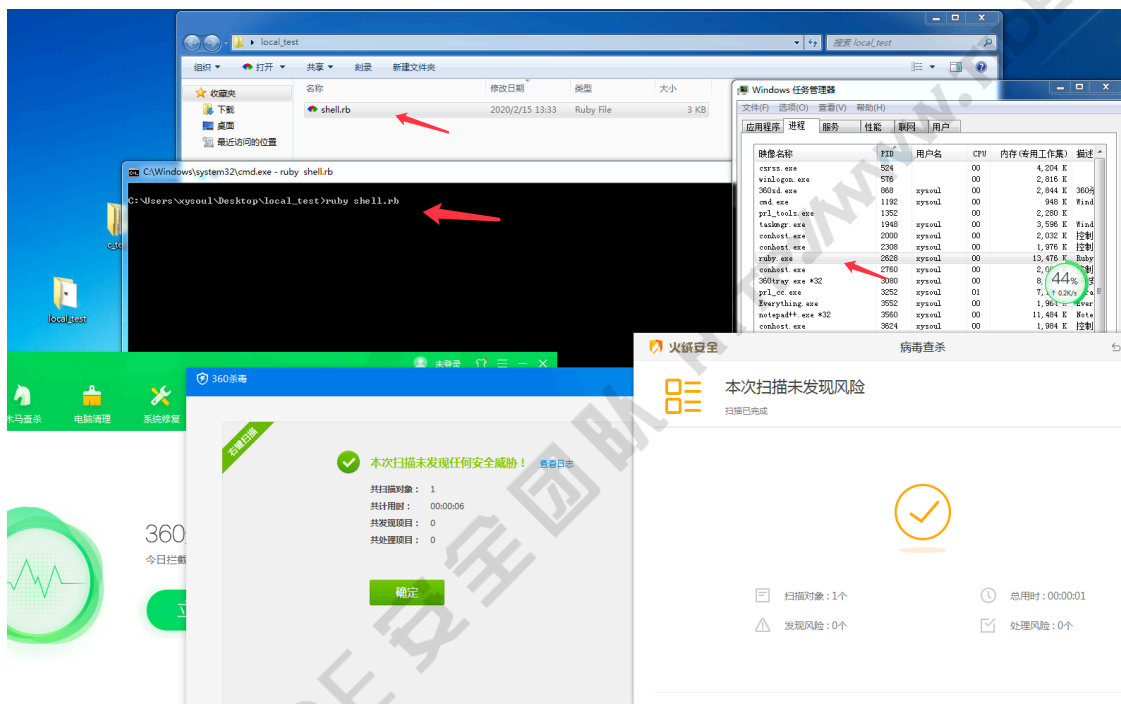 local_test
搜索 local_test
组织 打开 共享 刻录 新建文件夹
收藏夹
下载
桌面
最近访问的位置
名称 修改日期 类型 大小
shell.rb 2020/2/15 13:33 Ruby File 3 KB
C:\Windows\system32\cmd.exe - ruby shell.rb
C:\Users\xysoul\Desktop\local_test>ruby shell.rb
local_test
Windows 任务管理器
文件(F) 选项(O) 查看(V) 帮助(H)
应用程序 进程 服务 性能 联网 用户
映像名称 PID 用户名 CPU 内存(专用工作集) 描述
csrss.exe 524 00 4,204 K
winlogon.exe 576 00 2,816 K
360sd.exe 868 xysoul 00 2,844 K
cmd.exe 1192 xysoul 00 948 K Wind
prl_tools.exe 1352 00 2,280 K
taskmgr.exe 1948 xysoul 00 3,596 K Wind
conhost.exe 2000 xysoul 00 2,032 K 控制
conhost.exe 2308 xysoul 00 1,976 K 控制
ruby.exe 2628 xysoul 00 13,476 K Ruby
conhost.exe 2760 xysoul 00
360tray.exe *32 3080 xysoul 00
prl_cc.exe 3252 xysoul 01
Everything.exe 3552 xysoul 00
notepad++.exe *32 3560 xysoul 00 11,484 K Note
conhost.exe 3624 xysoul 00 1,984 K 控制
44%
0.2K/s
未登录
木马查杀 电脑清理 系统修复
360
今日拦截
立
360杀毒
右键扫描
本次扫描未发现任何安全威胁！ 查看日志
共扫描对象： 1
共计用时： 00:00:06
共发现项目： 0
共处理项目： 0
确定
火绒安全
病毒查杀
本次扫描未发现风险
扫描已完成
扫描对象：1个
总用时：00:00:01
发现风险：0个
处理风险：0个
安全团队